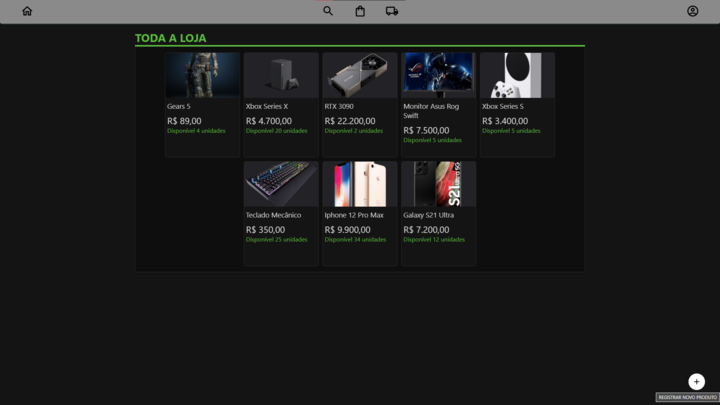 TODA A LOJA
Gears 5
R$ 89,00
Disponível 4 unidades
Xbox Series X
R$ 4.700,00
Disponível 20 unidades
RTX 3090
R$ 22.200,00
Disponível 2 unidades
Monitor Asus Rog
Swift
R$ 7.500,00
Disponível 5 unidades
Xbox Series S
R$ 3.400,00
Disponível 5 unidades
Teclado Mecânico
R$ 350,00
Disponível 25 unidades
Iphone 12 Pro Max
R$ 9.900,00
Disponível 34 unidades
S21
Galaxy S21 Ultra
R$ 7.200,00
Disponível 12 unidades
REGISTRAR NOVO PRODUTO